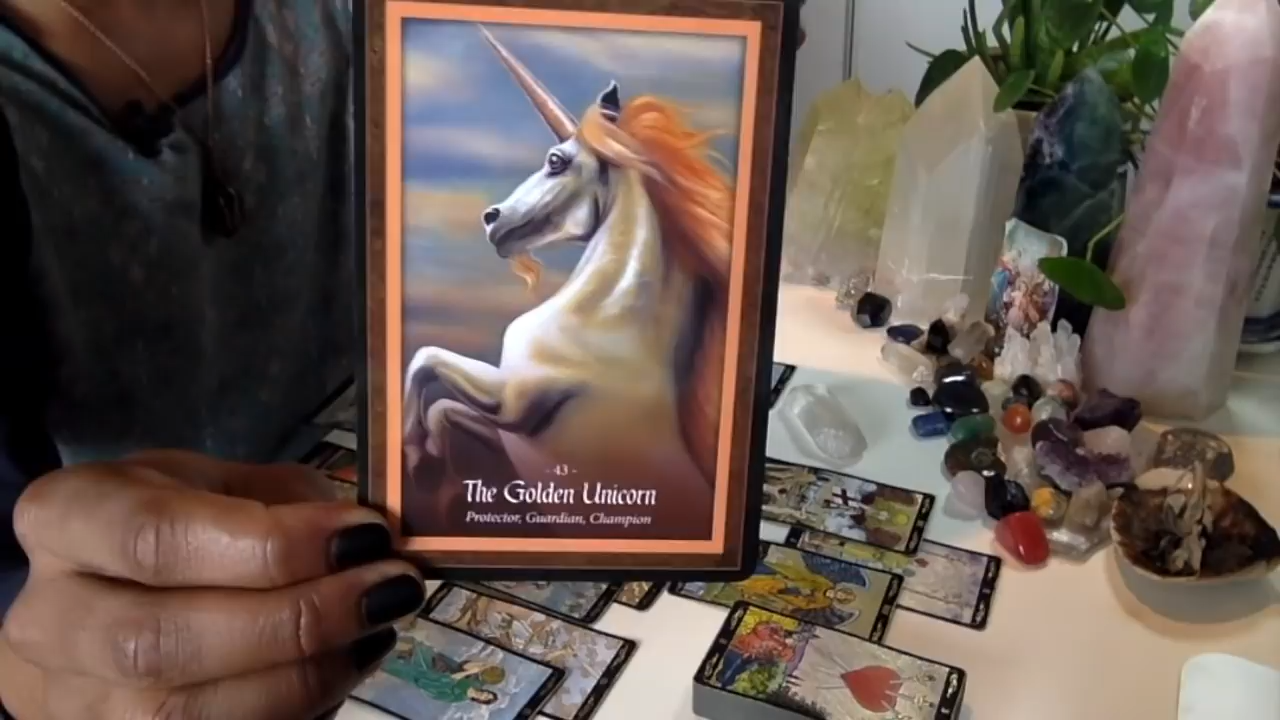 - 43 -
The Golden Unicorn
Protector, Guardian, Champion